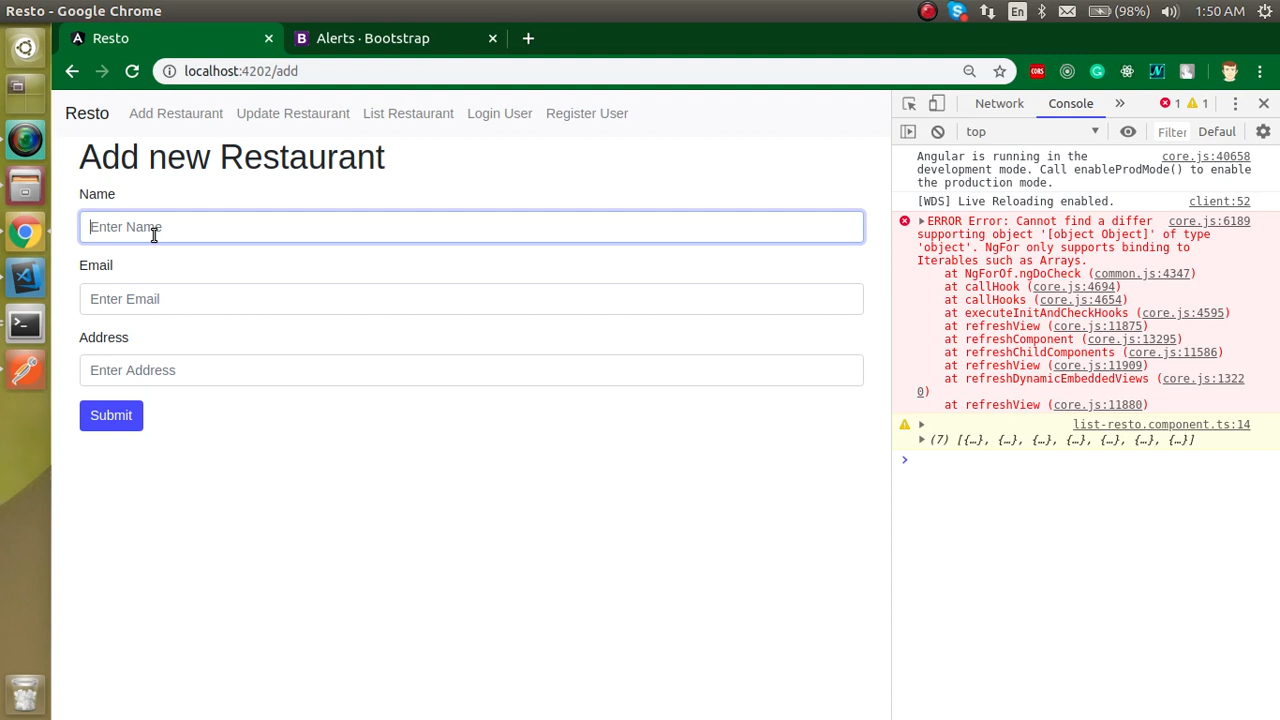 Resto - Google Chrome
En
(98%)
1:50 AM
Resto
Alerts · Bootstrap
localhost:4202/add
CORS
Resto
Add Restaurant
Update Restaurant
List Restaurant
Login User
Register User
Add new Restaurant
Name
Enter Name
Email
Enter Email
Address
Enter Address
Submit
Network
Console
1
1
top
Filter
Defaul
Angular is running in the core.js:40658
development mode. Call enableProdMode() to enable
the production mode.
[WDS] Live Reloading enabled. client:52
ERROR Error: Cannot find a differ core.js:6189
supporting object '[object Object]' of type
'object'. NgFor only supports binding to
Iterables such as Arrays.
at NgForOf.ngDoCheck (common.js:4347)
at callHook (core.js:4694)
at callHooks (core.js:4654)
at executeInitAndCheckHooks (core.js:4595)
at refreshView (core.js:11875)
at refreshComponent (core.js:13295)
at refreshChildComponents (core.js:11586)
at refreshView (core.js:11909)
at refreshDynamicEmbeddedViews (core.js:1322
0)
at refreshView (core.js:11880)
list-resto.component.ts:14
(7) [{…}, {…}, {…}, {…}, {…}, {…}, {…}]